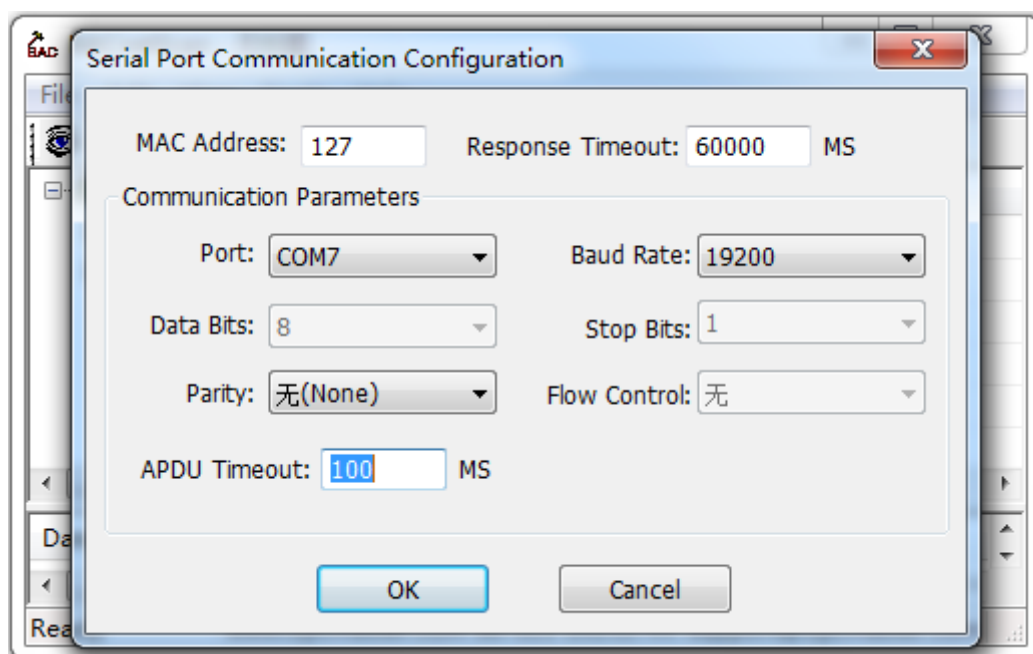 BAC
Serial Port Communication Configuration
File
MAC Address: 127 Response Timeout: 60000 MS
Communication Parameters
Port: COM7 Baud Rate: 19200
Data Bits: 8 Stop Bits: 1
Parity: 无(None) Flow Control: 无
APDU Timeout: 100 MS
Da
OK Cancel
Rea